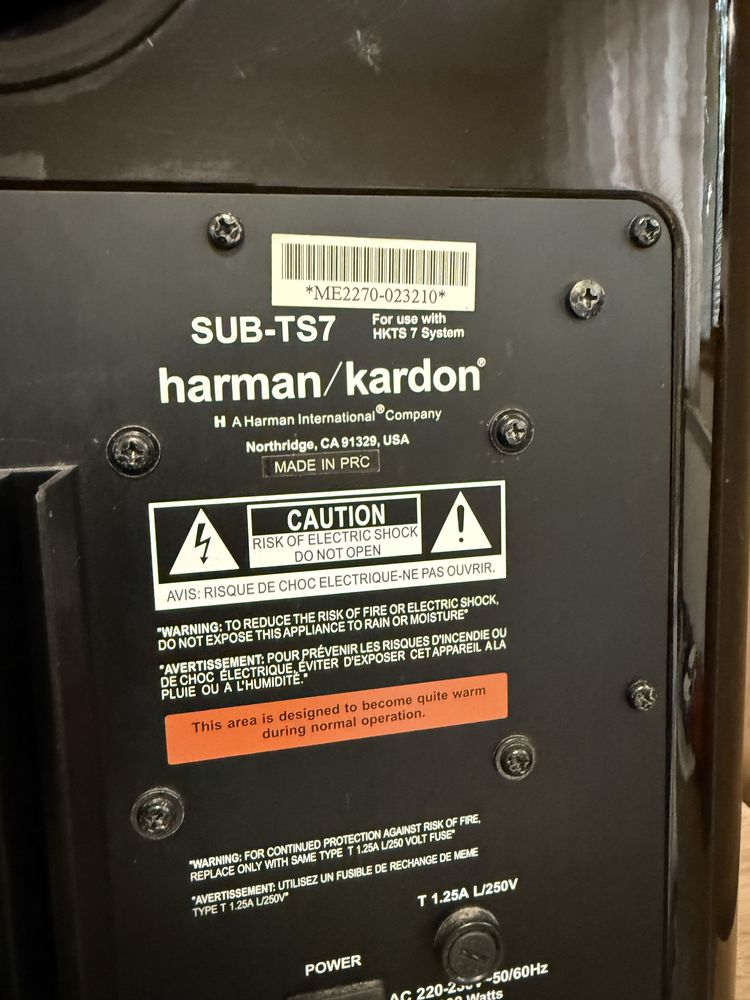 *ME2270-023210*
SUB-TS7
For use with
HKTS 7 System
harman/kardon®
H A Harman International® Company
Northridge, CA 91329, USA
MADE IN PRC
CAUTION
RISK OF ELECTRIC SHOCK
DO NOT OPEN
AVIS: RISQUE DE CHOC ELECTRIQUE-NE PAS OUVRIR.
"WARNING: TO REDUCE THE RISK OF FIRE OR ELECTRIC SHOCK,
DO NOT EXPOSE THIS APPLIANCE TO RAIN OR MOISTURE"
"AVERTISSEMENT: POUR PRÉVENIR LES RISQUES D'INCENDIE OU
DE CHOC ÉLECTRIQUE, ÉVITER D'EXPOSER CET APPAREIL A LA
PLUIE OU A L'HUMIDITÉ."
This area is designed to become quite warm
during normal operation.
"WARNING: FOR CONTINUED PROTECTION AGAINST RISK OF FIRE,
REPLACE ONLY WITH SAME TYPE T 1.25A L/250 VOLT FUSE"
"AVERTISSEMENT: UTILISEZ UN FUSIBLE DE RECHANGE DE MEME
TYPE T 1.25A L/250V"
T 1.25A L/250V
POWER
AC ~50/60Hz
Watts